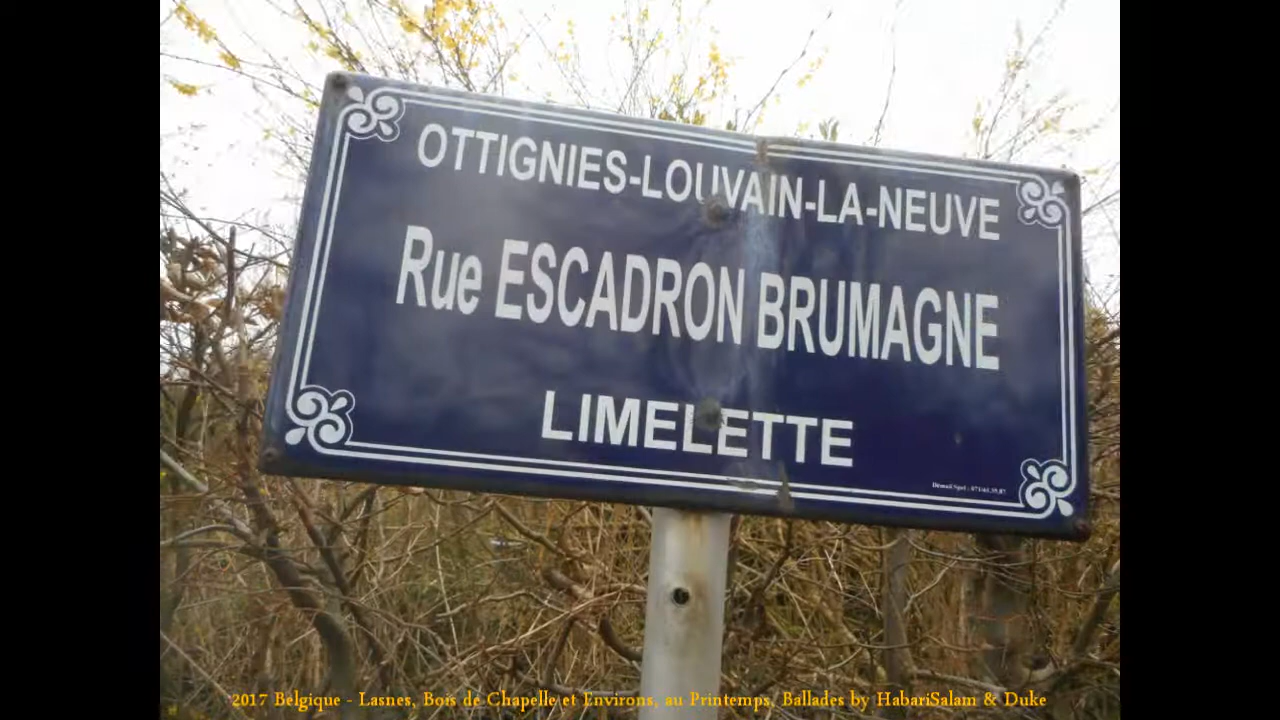 OTTIGNIES-LOUVAIN-LA-NEUVE
Rue ESCADRON BRUMAGNE
LIMELETTE
2017 Belgique - Lasnes, Bois de Chapelle et Environs, au Printemps, Ballades by HabariSalam & Duke